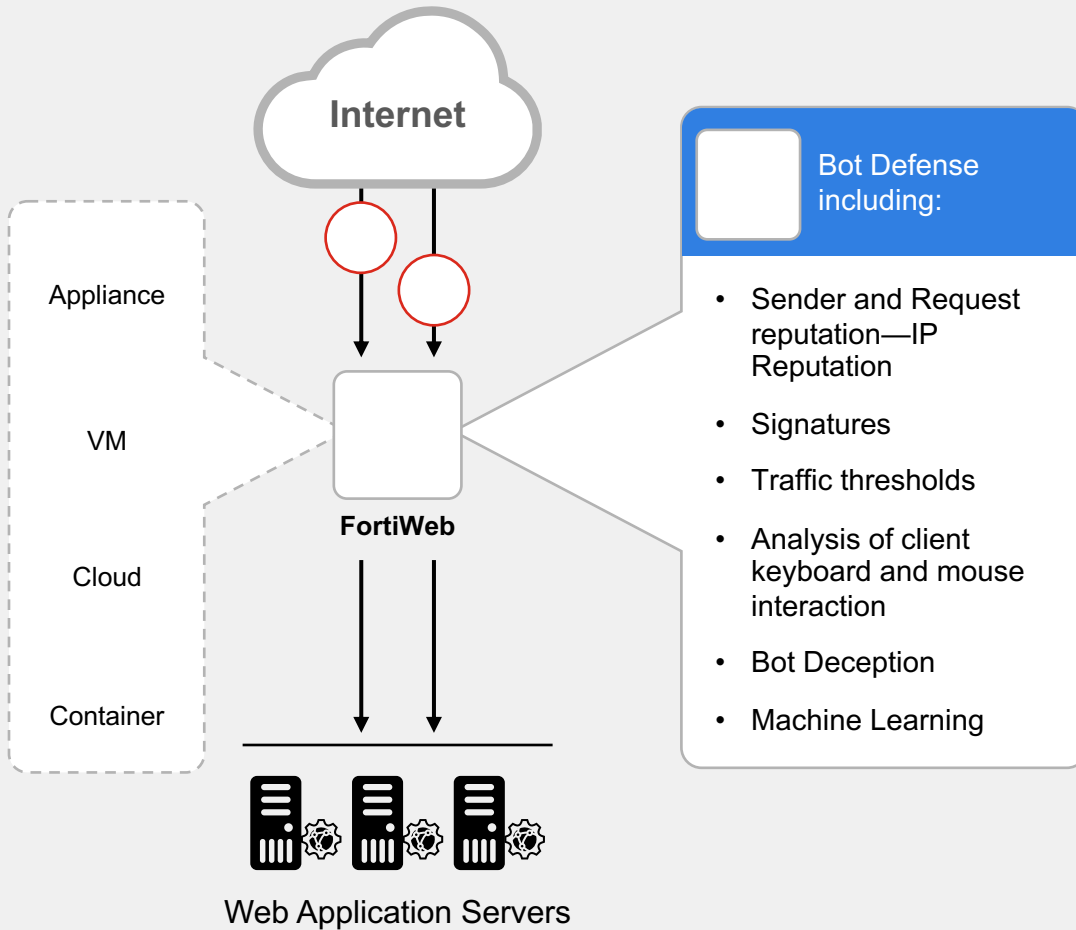 Internet
Appliance
VM
Cloud
Container
FortiWeb
Web Application Servers
Bot Defense
including:
• Sender and Request
reputation—IP
Reputation
• Signatures
• Traffic thresholds
• Analysis of client
keyboard and mouse
interaction
• Bot Deception
• Machine Learning